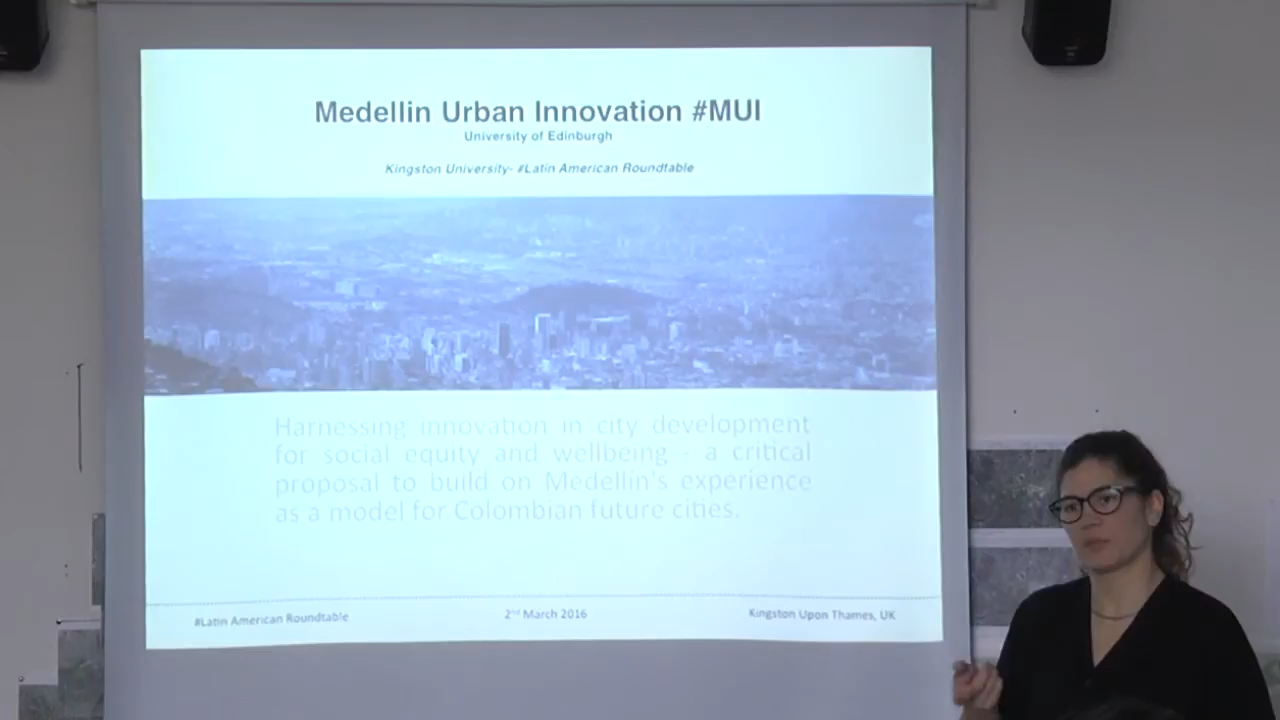 Medellin Urban Innovation #MUI
University of Edinburgh
Kingston University- #Latin American Roundtable
Harnessing innovation in city development
for social equity and wellbeing - a critical
proposal to build on Medellin's experience
as a model for Colombian future cities.
#Latin American Roundtable
2nd March 2016
Kingston Upon Thames, UK